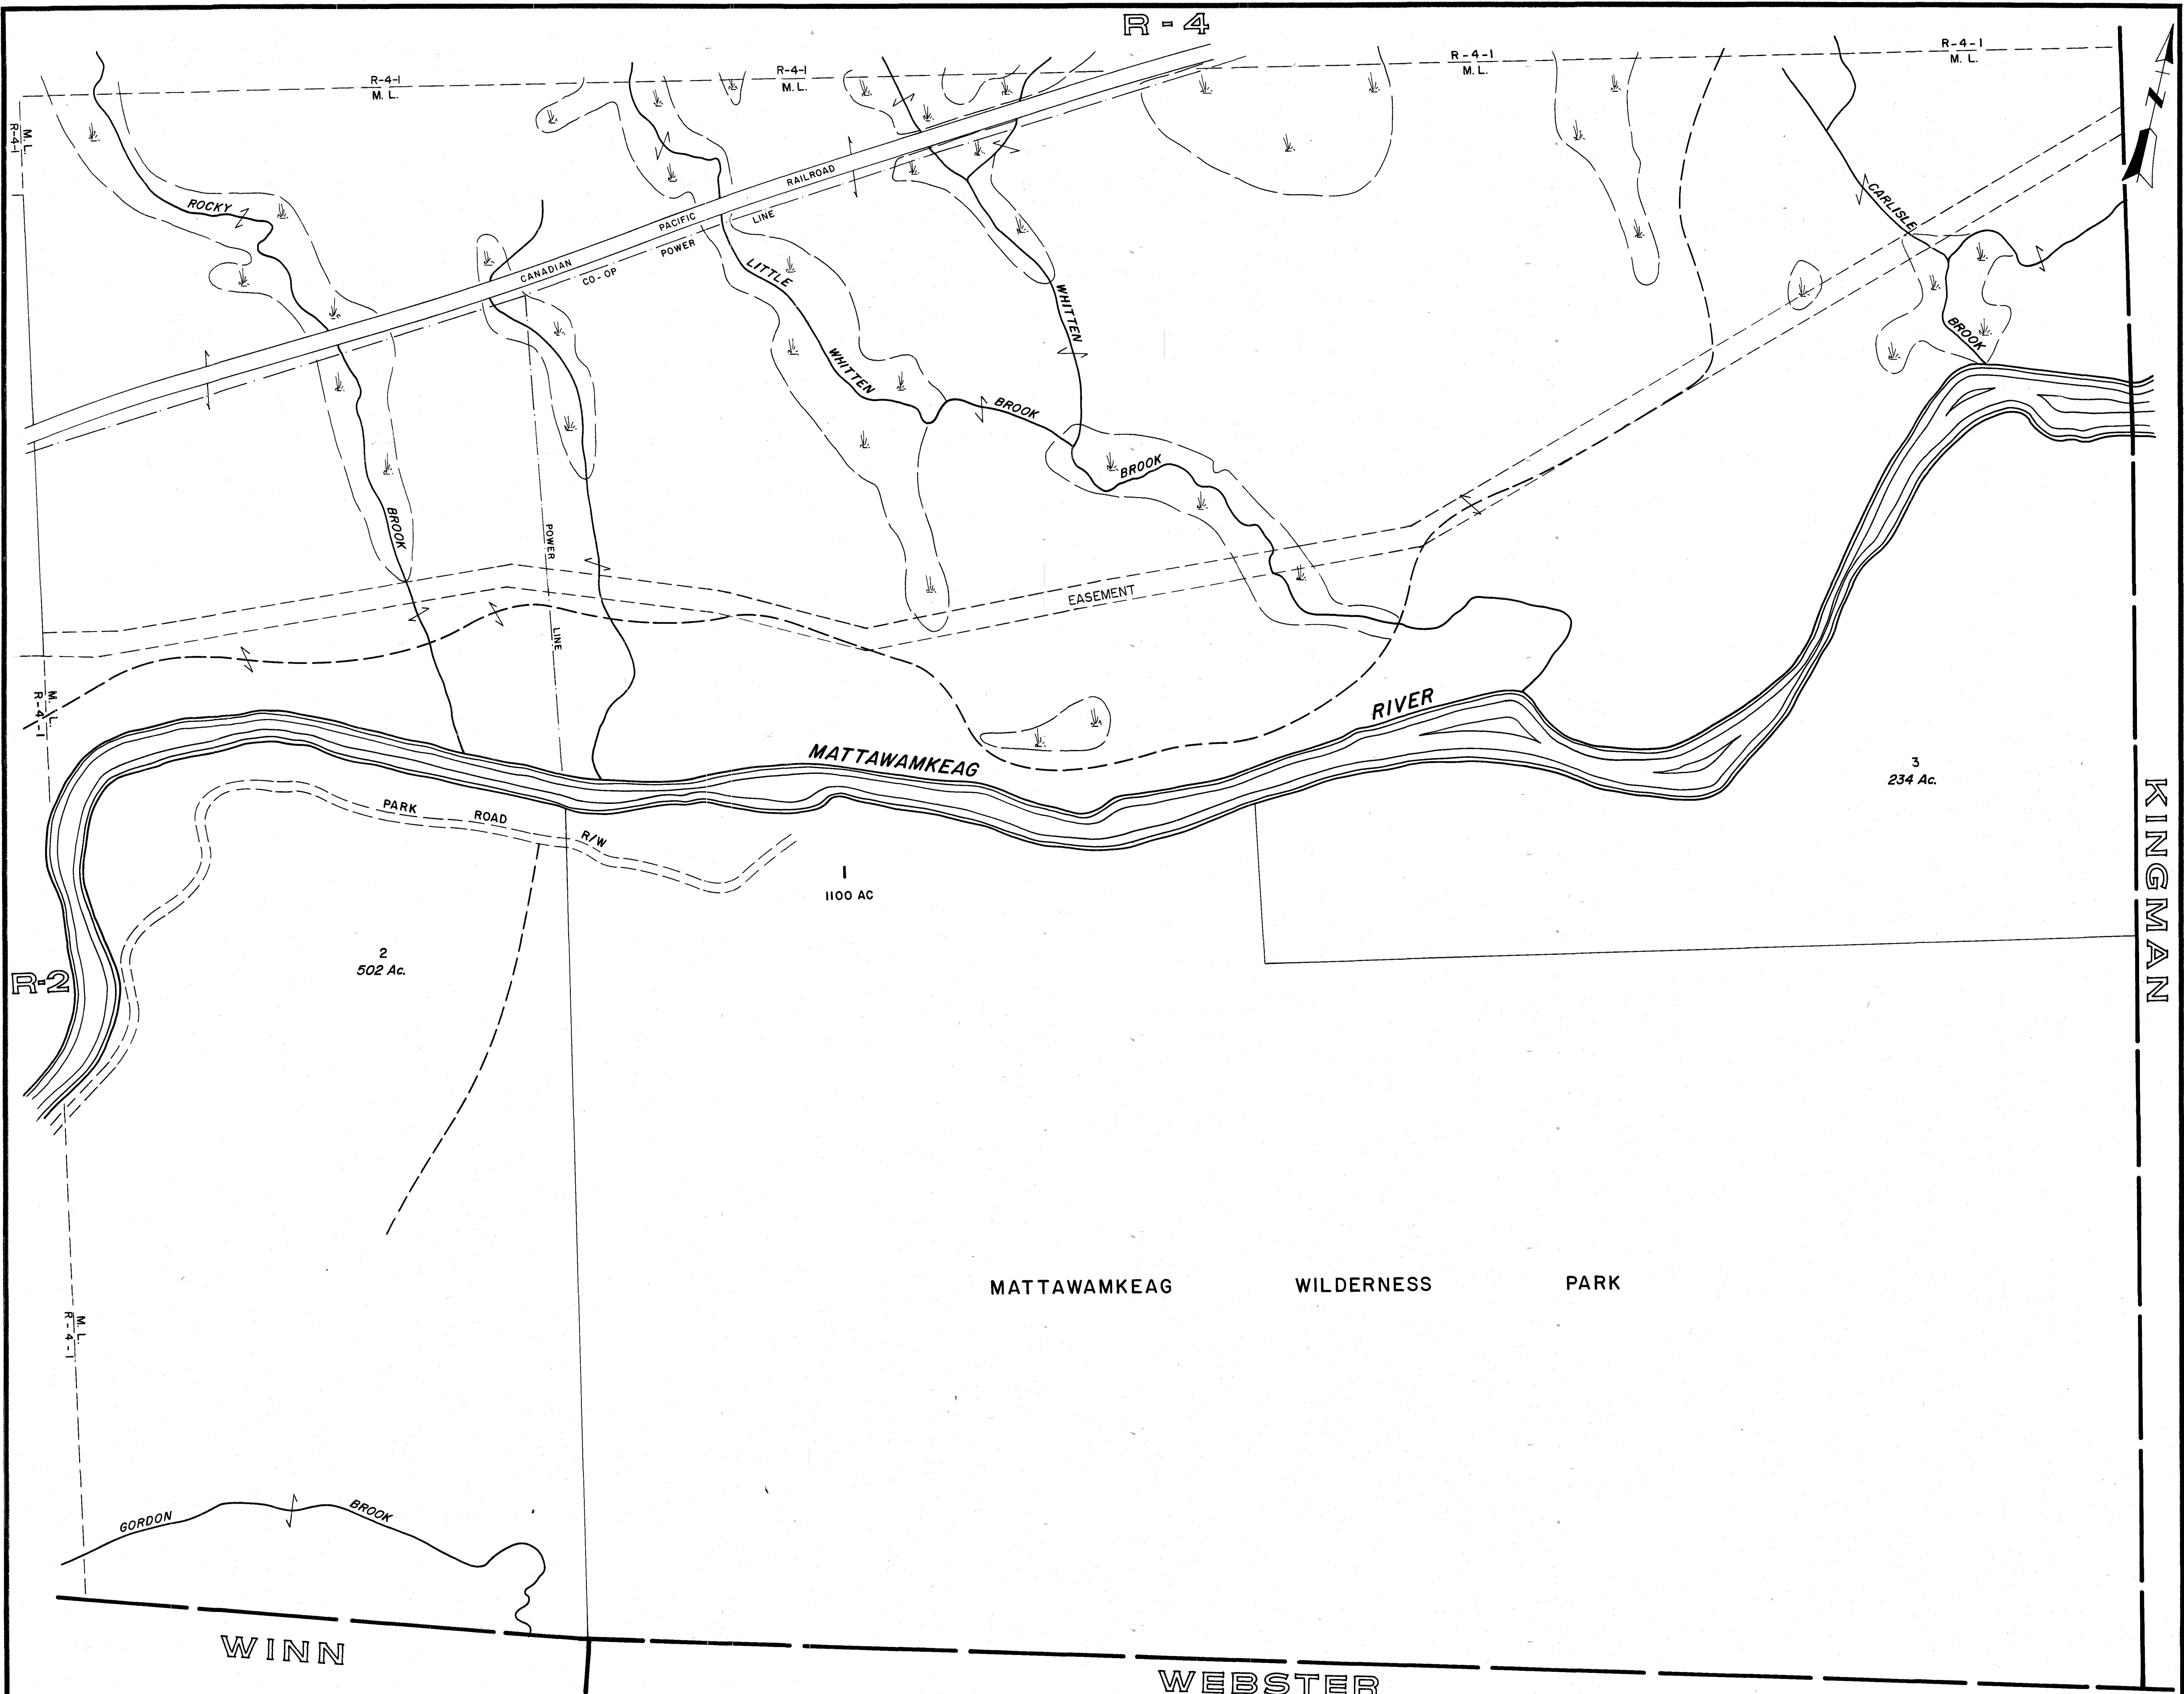 R - 4
R-4-1
M. L.
R-4-1
M. L.
R-4-1
M. L.
R-4-1
M. L.
M. L.
R-4-1
N
ROCKY
BROOK
CANADIAN PACIFIC RAILROAD
CO-OP POWER LINE
LITTLE
WHITTEN
BROOK
WHITTEN
BROOK
CARLISLE
BROOK
POWER
LINE
EASEMENT
M. L.
R-4-1
MATTAWAMKEAG RIVER
PARK ROAD R/W
1
1100 AC
2
502 Ac.
3
234 Ac.
R-2
KINGMAN
MATTAWAMKEAG WILDERNESS PARK
M. L.
R-4-1
GORDON BROOK
WINN
WEBSTER